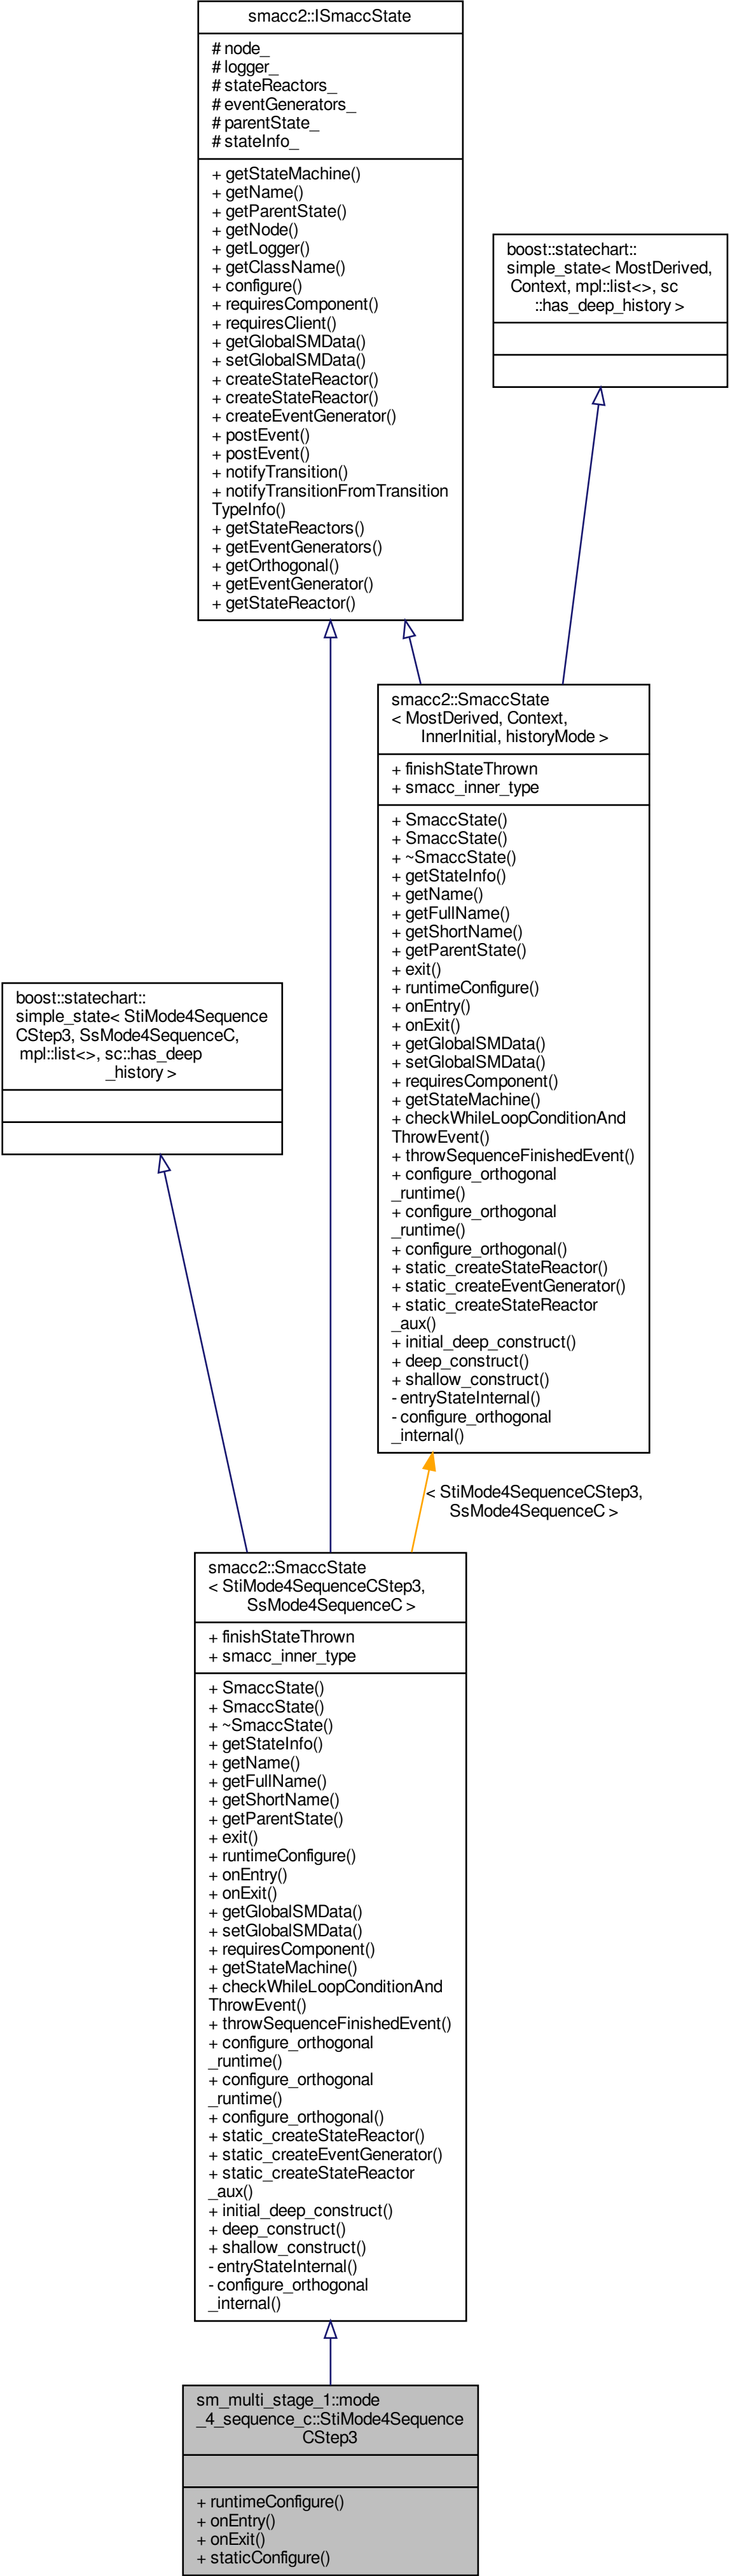 smacc2::ISmaccState
# node_
# logger_
# stateReactors_
# eventGenerators_
# parentState_
# stateInfo_
+ getStateMachine()
+ getName()
+ getParentState()
+ getNode()
+ getLogger()
+ getClassName()
+ configure()
+ requiresComponent()
+ requiresClient()
+ getGlobalSMData()
+ setGlobalSMData()
+ createStateReactor()
+ createStateReactor()
+ createEventGenerator()
+ postEvent()
+ postEvent()
+ notifyTransition()
+ notifyTransitionFromTransition
TypeInfo()
+ getStateReactors()
+ getEventGenerators()
+ getOrthogonal()
+ getEventGenerator()
+ getStateReactor()
boost::statechart::
simple_state< MostDerived,
Context, mpl::list<>, sc
::has_deep_history >
smacc2::SmaccState
< MostDerived, Context,
InnerInitial, historyMode >
+ finishStateThrown
+ smacc_inner_type
+ SmaccState()
+ SmaccState()
+ ~SmaccState()
+ getStateInfo()
+ getName()
+ getFullName()
+ getShortName()
+ getParentState()
+ exit()
+ runtimeConfigure()
+ onEntry()
+ onExit()
+ getGlobalSMData()
+ setGlobalSMData()
+ requiresComponent()
+ getStateMachine()
+ checkWhileLoopConditionAnd
ThrowEvent()
+ throwSequenceFinishedEvent()
+ configure_orthogonal
_runtime()
+ configure_orthogonal
_runtime()
+ configure_orthogonal()
+ static_createStateReactor()
+ static_createEventGenerator()
+ static_createStateReactor
_aux()
+ initial_deep_construct()
+ deep_construct()
+ shallow_construct()
- entryStateInternal()
- configure_orthogonal
_internal()
boost::statechart::
simple_state< StiMode4Sequence
CStep3, SsMode4SequenceC,
mpl::list<>, sc::has_deep
_history >
< StiMode4SequenceCStep3,
SsMode4SequenceC >
smacc2::SmaccState
< StiMode4SequenceCStep3,
SsMode4SequenceC >
+ finishStateThrown
+ smacc_inner_type
+ SmaccState()
+ SmaccState()
+ ~SmaccState()
+ getStateInfo()
+ getName()
+ getFullName()
+ getShortName()
+ getParentState()
+ exit()
+ runtimeConfigure()
+ onEntry()
+ onExit()
+ getGlobalSMData()
+ setGlobalSMData()
+ requiresComponent()
+ getStateMachine()
+ checkWhileLoopConditionAnd
ThrowEvent()
+ throwSequenceFinishedEvent()
+ configure_orthogonal
_runtime()
+ configure_orthogonal
_runtime()
+ configure_orthogonal()
+ static_createStateReactor()
+ static_createEventGenerator()
+ static_createStateReactor
_aux()
+ initial_deep_construct()
+ deep_construct()
+ shallow_construct()
- entryStateInternal()
- configure_orthogonal
_internal()
sm_multi_stage_1::mode
_4_sequence_c::StiMode4Sequence
CStep3
+ runtimeConfigure()
+ onEntry()
+ onExit()
+ staticConfigure()